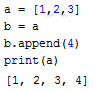 a = [1,2,3]
b = a
b.append(4)
print(a)
[1, 2, 3, 4]